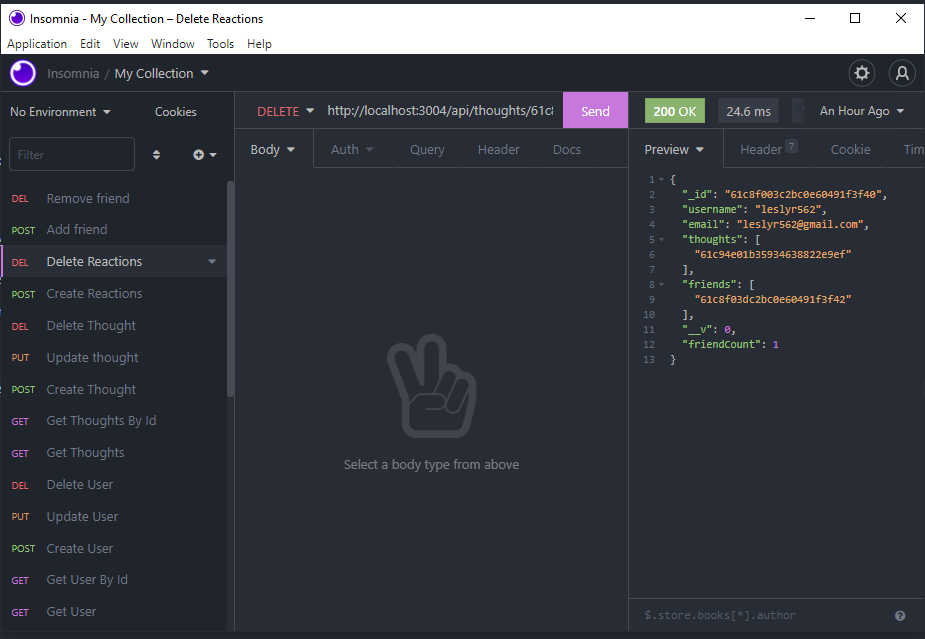 Insomnia - My Collection – Delete Reactions
Application Edit View Window Tools Help
Insomnia / My Collection
No Environment Cookies
DELETE http://localhost:3004/api/thoughts/61c8 Send
200 OK 24.6 ms An Hour Ago
Filter
Body Auth Query Header Docs
Preview Header 7 Cookie Tim
DEL Remove friend
POST Add friend
DEL Delete Reactions
POST Create Reactions
DEL Delete Thought
PUT Update thought
POST Create Thought
GET Get Thoughts By Id
GET Get Thoughts
DEL Delete User
PUT Update User
POST Create User
GET Get User By Id
GET Get User
Select a body type from above
1 {
2 "_id": "61c8f003c2bc0e60491f3f40",
3 "username": "leslyr562",
4 "email": "leslyr562@gmail.com",
5 "thoughts": [
6 "61c94e01b35934638822e9ef"
7 ],
8 "friends": [
9 "61c8f03dc2bc0e60491f3f42"
10 ],
11 "__v": 0,
12 "friendCount": 1
13 }
$.store.books[*].author